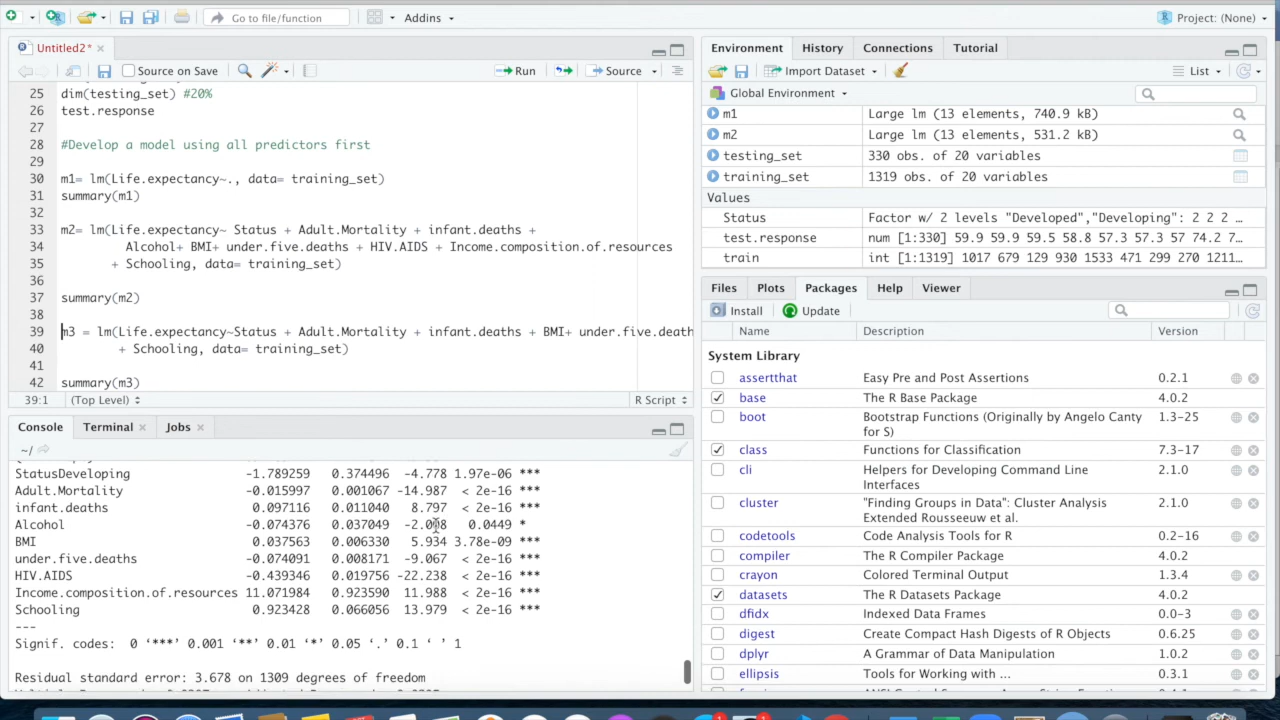 Go to file/function
Addins
Project: (None)
Untitled2*
Source on Save
Run
Source
25 dim(testing_set) #20%
26 test.response
27
28 #Develop a model using all predictors first
29
30 m1= lm(Life.expectancy~., data= training_set)
31 summary(m1)
32
33 m2= lm(Life.expectancy~ Status + Adult.Mortality + infant.deaths +
34 Alcohol+ BMI+ under.five.deaths + HIV.AIDS + Income.composition.of.resources
35 + Schooling, data= training_set)
36
37 summary(m2)
38
39 m3 = lm(Life.expectancy~Status + Adult.Mortality + infant.deaths + BMI+ under.five.death
40 + Schooling, data= training_set)
41
42 summary(m3)
39:1 (Top Level) R Script
Console Terminal Jobs
~/
StatusDeveloping -1.789259 0.374496 -4.778 1.97e-06 ***
Adult.Mortality -0.015997 0.001067 -14.987 < 2e-16 ***
infant.deaths 0.097116 0.011040 8.797 < 2e-16 ***
Alcohol -0.074376 0.037049 -2.008 0.0449 *
BMI 0.037563 0.006330 5.934 3.78e-09 ***
under.five.deaths -0.074091 0.008171 -9.067 < 2e-16 ***
HIV.AIDS -0.439346 0.019756 -22.238 < 2e-16 ***
Income.composition.of.resources 11.071984 0.923590 11.988 < 2e-16 ***
Schooling 0.923428 0.066056 13.979 < 2e-16 ***
---
Signif. codes: 0 ‘***’ 0.001 ‘**’ 0.01 ‘*’ 0.05 ‘.’ 0.1 ‘ ’ 1
Residual standard error: 3.678 on 1309 degrees of freedom
Environment History Connections Tutorial
Import Dataset
List
Global Environment
m1 Large lm (13 elements, 740.9 kB)
m2 Large lm (13 elements, 531.2 kB)
testing_set 330 obs. of 20 variables
training_set 1319 obs. of 20 variables
Values
Status Factor w/ 2 levels "Developed","Developing": 2 2 2 …
test.response num [1:330] 59.9 59.9 59.5 58.8 57.3 57.3 57 74.2 7…
train int [1:1319] 1017 679 129 930 1533 471 299 270 1211…
Files Plots Packages Help Viewer
Install Update
Name Description Version
System Library
assertthat Easy Pre and Post Assertions 0.2.1
base The R Base Package 4.0.2
boot Bootstrap Functions (Originally by Angelo Canty 1.3-25
for S)
class Functions for Classification 7.3-17
cli Helpers for Developing Command Line 2.1.0
Interfaces
cluster "Finding Groups in Data": Cluster Analysis 2.1.0
Extended Rousseeuw et al.
codetools Code Analysis Tools for R 0.2-16
compiler The R Compiler Package 4.0.2
crayon Colored Terminal Output 1.3.4
datasets The R Datasets Package 4.0.2
dfidx Indexed Data Frames 0.0-3
digest Create Compact Hash Digests of R Objects 0.6.25
dplyr A Grammar of Data Manipulation 1.0.0
ellipsis Tools for Working with ... 0.3.1